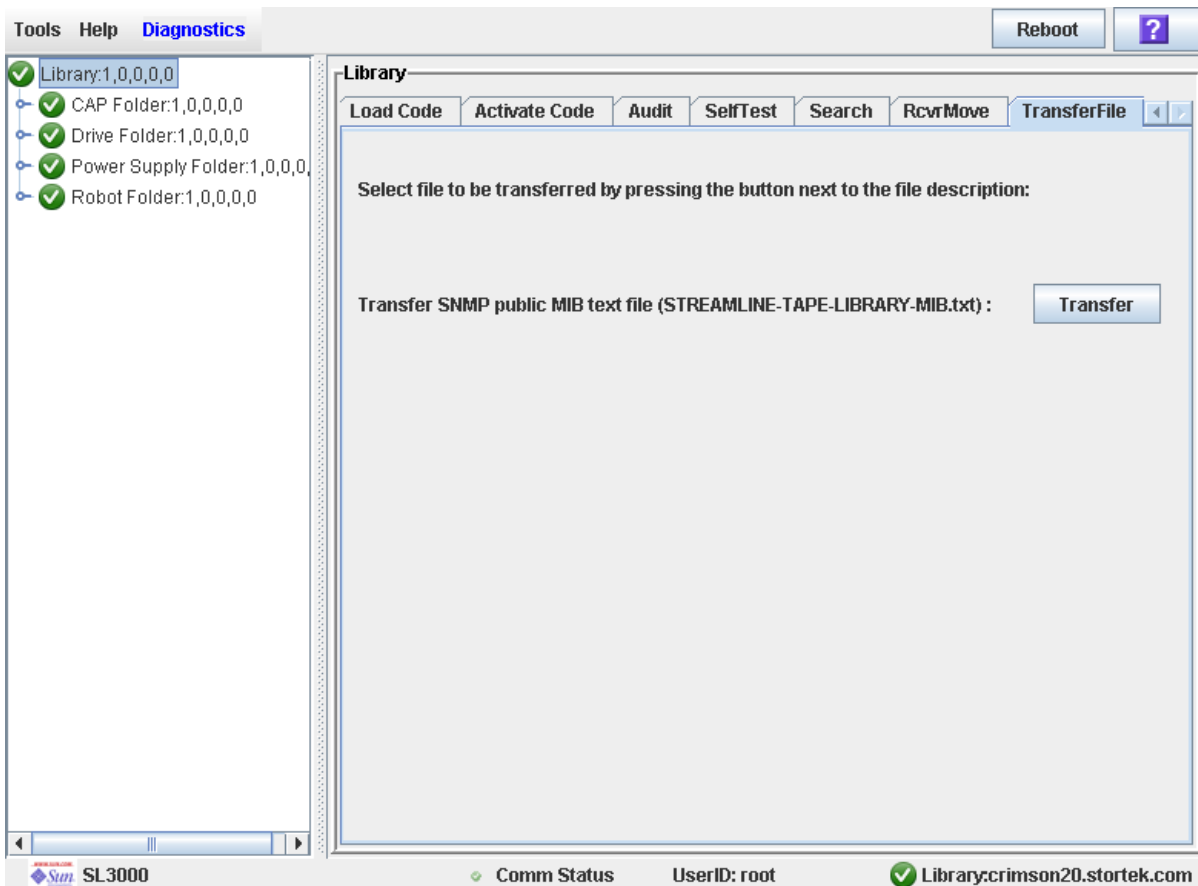 Tools Help Diagnostics Reboot ?
Library:1,0,0,0,0
CAP Folder:1,0,0,0,0
Drive Folder:1,0,0,0,0
Power Supply Folder:1,0,0,0,
Robot Folder:1,0,0,0,0
Library
Load Code Activate Code Audit SelfTest Search RcvrMove TransferFile
Select file to be transferred by pressing the button next to the file description:
Transfer SNMP public MIB text file (STREAMLINE-TAPE-LIBRARY-MIB.txt) : Transfer
Sun SL3000 Comm Status UserID: root Library:crimson20.stortek.com